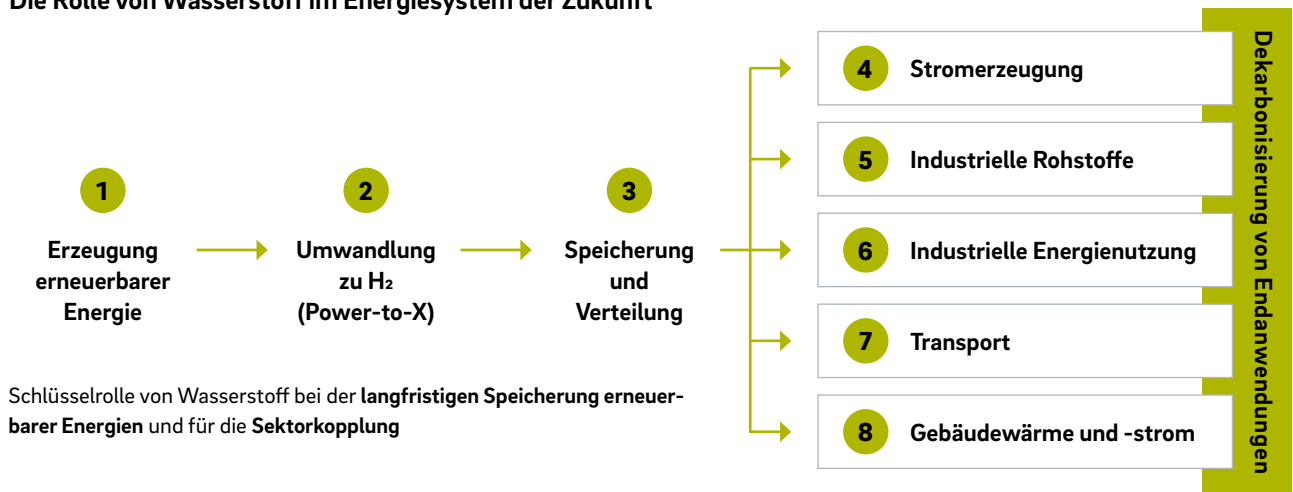 Die Rolle von Wasserstoff im Energiesystem der Zukunft
1
Erzeugung
erneuerbarer
Energie
2
Umwandlung
zu H₂
(Power-to-X)
3
Speicherung
und
Verteilung
4 Stromerzeugung
5 Industrielle Rohstoffe
6 Industrielle Energienutzung
7 Transport
8 Gebäudewärme und -strom
Dekarbonisierung von Endanwendungen
Schlüsselrolle von Wasserstoff bei der langfristigen Speicherung erneuer-
barer Energien und für die Sektorkopplung